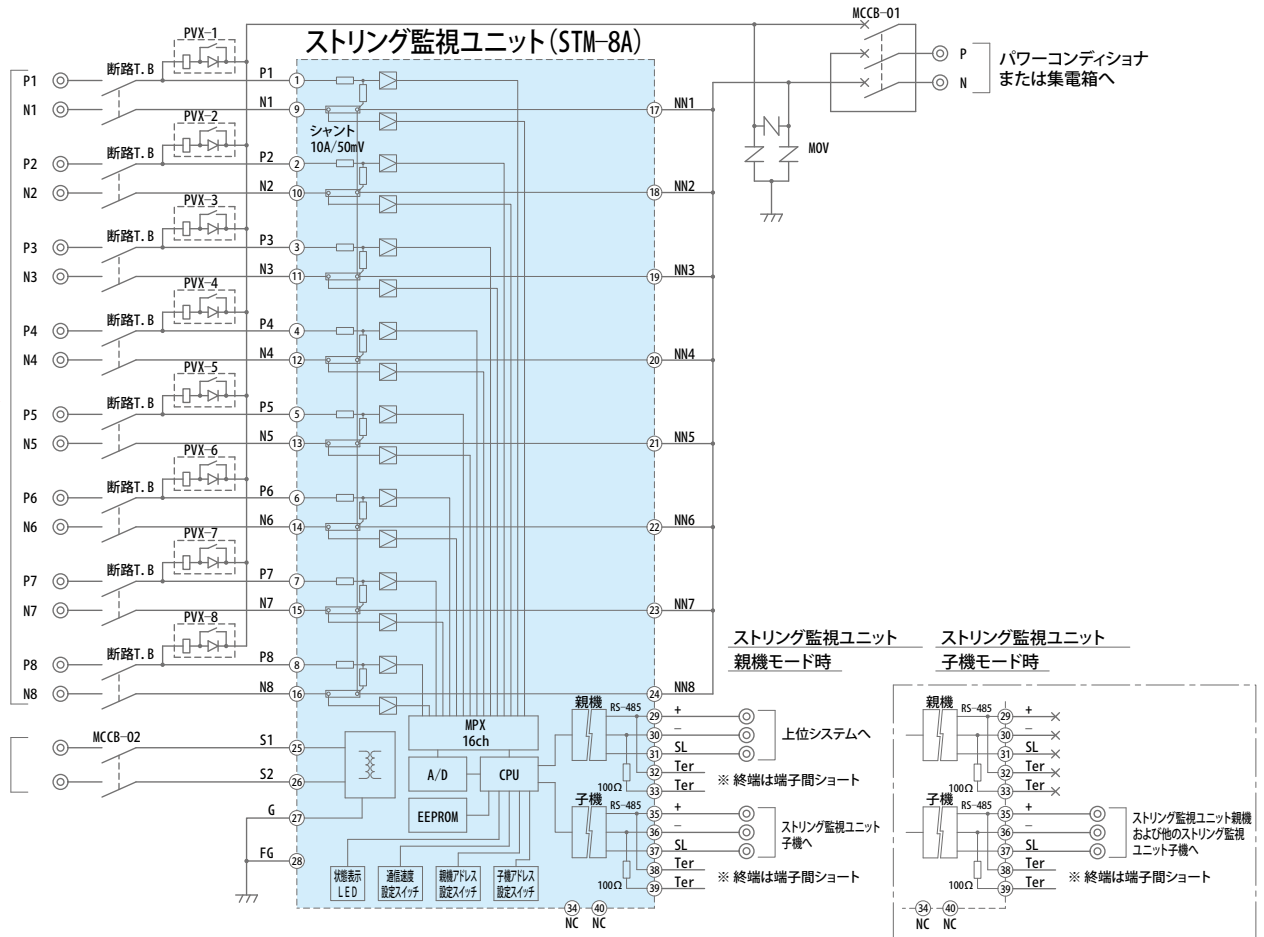 ストリング監視ユニット(STM-8A)
MCCB-01
P
N
パワーコンディショナ
または集電箱へ
MOV
PVX-1
断路T.B
P1
N1
P1
①
N1
⑨
シャント
10A/50mV
⑰
NN1
PVX-2
断路T.B
P2
N2
P2
②
N2
⑩
⑱
NN2
PVX-3
断路T.B
P3
N3
P3
③
N3
⑪
⑲
NN3
PVX-4
断路T.B
P4
N4
P4
④
N4
⑫
⑳
NN4
PVX-5
断路T.B
P5
N5
P5
⑤
N5
⑬
㉑
NN5
PVX-6
断路T.B
P6
N6
P6
⑥
N6
⑭
㉒
NN6
PVX-7
断路T.B
P7
N7
P7
⑦
N7
⑮
㉓
NN7
PVX-8
断路T.B
P8
N8
P8
⑧
N8
⑯
㉔
NN8
MCCB-02
S1
㉕
S2
㉖
G
㉗
FG
㉘
MPX
16ch
A/D
CPU
EEPROM
状態表示
LED
通信速度
設定スイッチ
親機アドレス
設定スイッチ
子機アドレス
設定スイッチ
ストリング監視ユニット
親機モード時
親機
RS-485
㉙ +
㉚ −
㉛ SL
㉜ Ter
㉝ Ter
100Ω
上位システムへ
※ 終端は端子間ショート
子機
RS-485
㉟ +
㊱ −
㊲ SL
㊳ Ter
㊴ Ter
100Ω
ストリング監視ユニット
子機へ
※ 終端は端子間ショート
㉞ ㊵
NC NC
ストリング監視ユニット
子機モード時
親機
RS-485
㉙ +
㉚ −
㉛ SL
㉜ Ter
㉝ Ter
100Ω
子機
RS-485
㉟ +
㊱ −
㊲ SL
㊳ Ter
㊴ Ter
100Ω
ストリング監視ユニット親機
および他のストリング監視
ユニット子機へ
※ 終端は端子間ショート
㉞ ㊵
NC NC